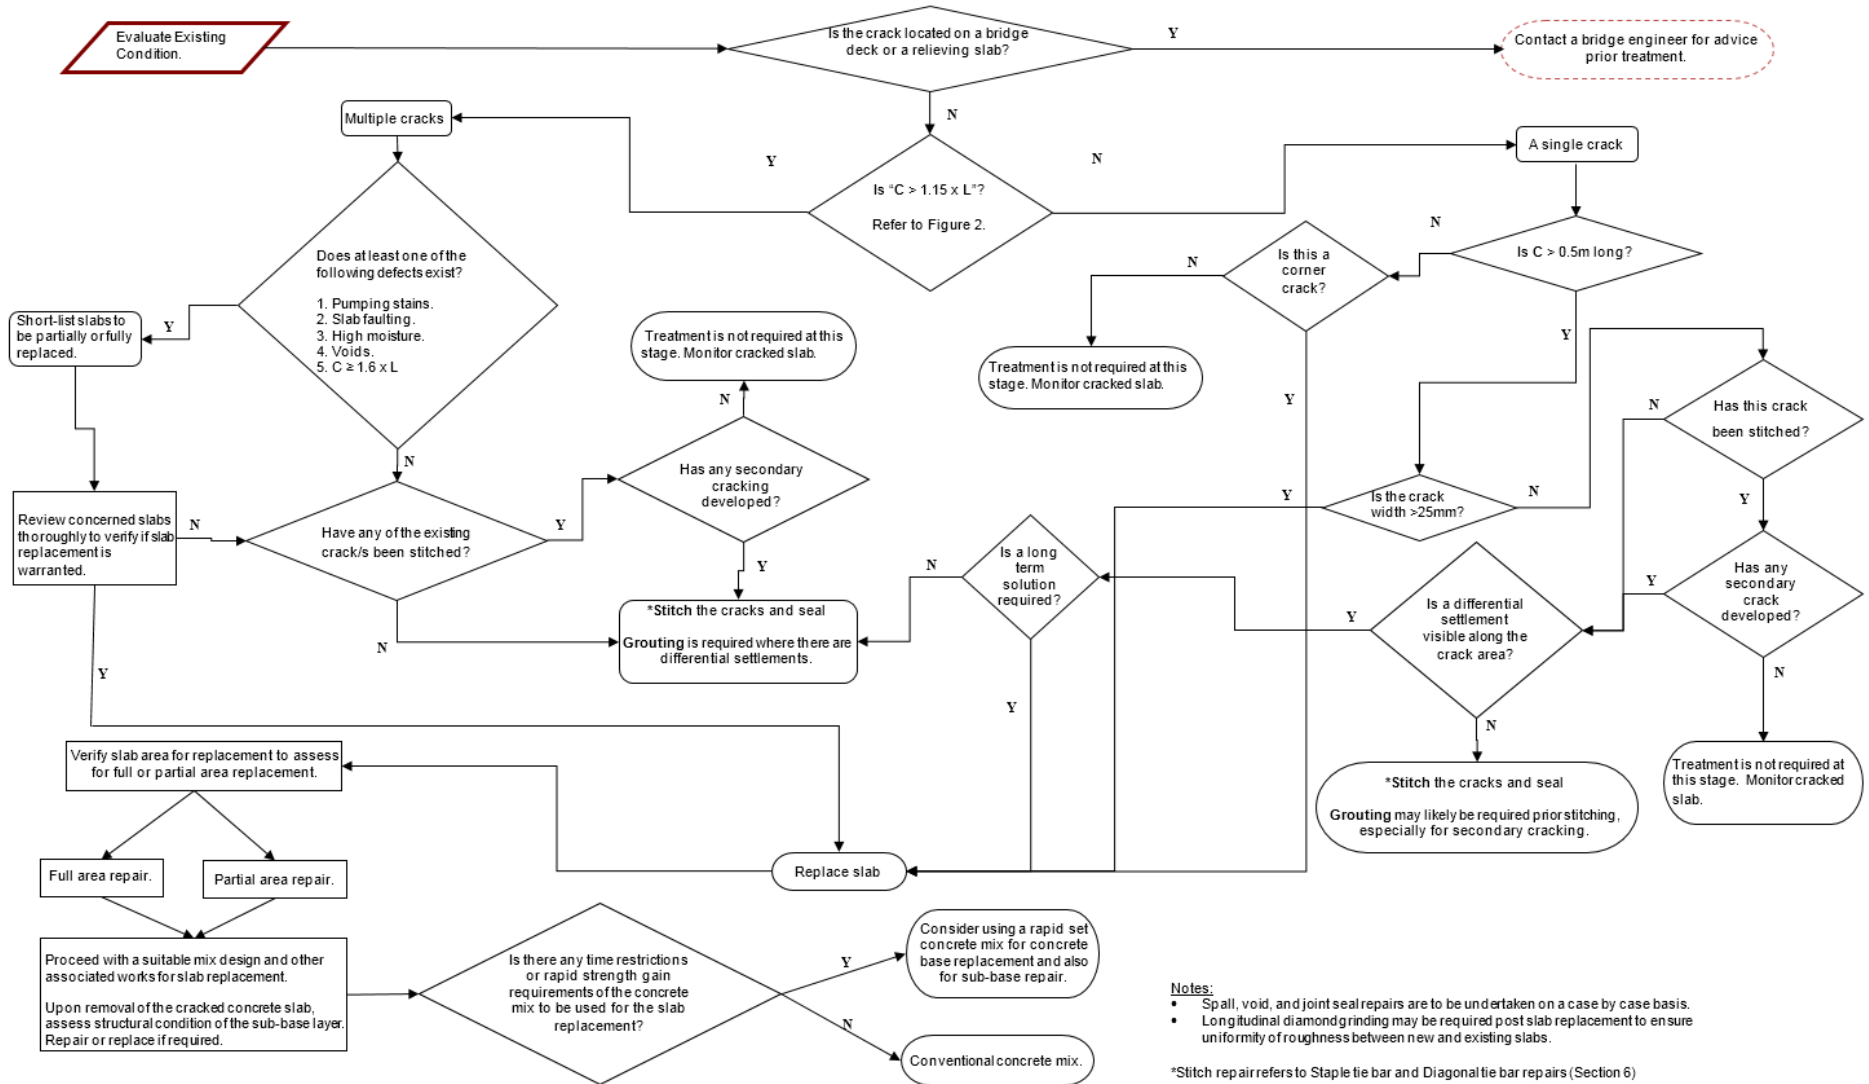 Evaluate Existing
Condition.
Is the crack located on a bridge
deck or a relieving slab?
Y
Contact a bridge engineer for advice
prior treatment.
N
Multiple cracks
Y
Is “C > 1.15 x L”?
Refer to Figure 2.
N
A single crack
Does at least one of the
following defects exist?
1. Pumping stains.
2. Slab faulting.
3. High moisture.
4. Voids.
5. C ≥ 1.6 x L
Y
Short-list slabs to
be partially or fully
replaced.
N
Review concerned slabs
thoroughly to verify if slab
replacement is
warranted.
N
Y
Have any of the existing
crack/s been stitched?
Y
N
Has any secondary
cracking
developed?
N
Treatment is not required at this
stage. Monitor cracked slab.
Y
*Stitch the cracks and seal
Grouting is required where there are
differential settlements.
Is C > 0.5m long?
N
Y
Is this a
corner
crack?
N
Treatment is not required at this
stage. Monitor cracked slab.
Y
Is the crack
width >25mm?
Y
N
Has this crack
been stitched?
N
Y
Has any
secondary
crack
developed?
Y
N
Treatment is not required at
this stage. Monitor cracked
slab.
Is a differential
settlement
visible along the
crack area?
Y
N
*Stitch the cracks and seal
Grouting may likely be required prior stitching,
especially for secondary cracking.
Is a long
term
solution
required?
N
Y
Replace slab
Verify slab area for replacement to assess
for full or partial area replacement.
Full area repair.
Partial area repair.
Proceed with a suitable mix design and other
associated works for slab replacement.
Upon removal of the cracked concrete slab,
assess structural condition of the sub-base layer.
Repair or replace if required.
Is there any time restrictions
or rapid strength gain
requirements of the concrete
mix to be used for the slab
replacement?
Y
Consider using a rapid set
concrete mix for concrete
base replacement and also
for sub-base repair.
N
Conventional concrete mix.
Notes:
• Spall, void, and joint seal repairs are to be undertaken on a case by case basis.
• Longitudinal diamond grinding may be required post slab replacement to ensure
uniformity of roughness between new and existing slabs.
*Stitch repair refers to Staple tie bar and Diagonal tie bar repairs (Section 6)